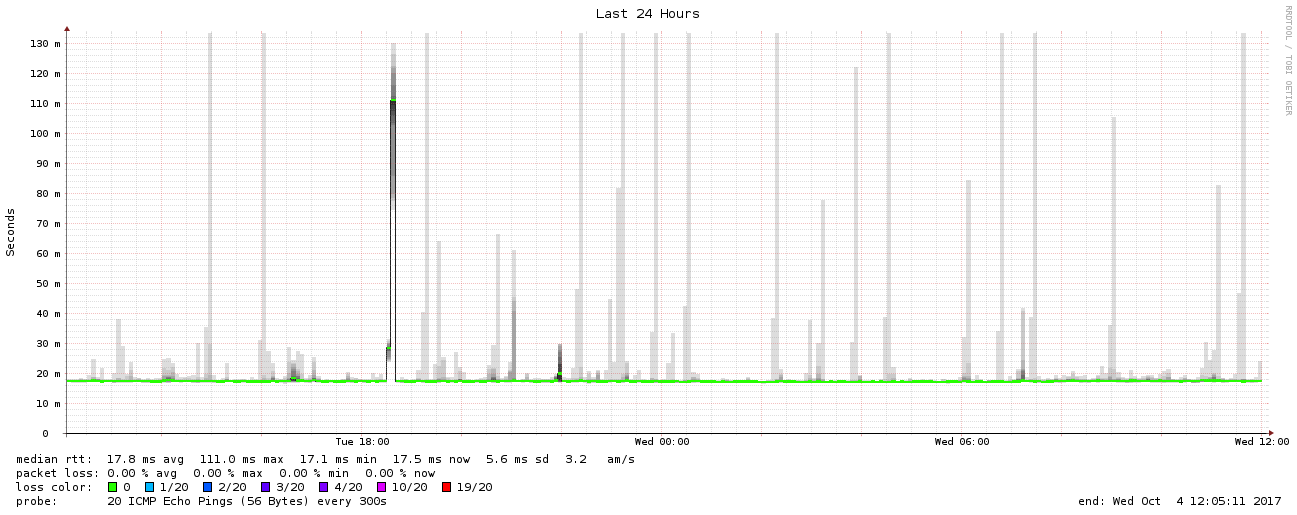 Last 24 Hours
RRDTOOL / TOBI OETIKER
Seconds
130 m
120 m
110 m
100 m
90 m
80 m
70 m
60 m
50 m
40 m
30 m
20 m
10 m
0
Tue 18:00 Wed 00:00 Wed 06:00 Wed 12:00
median rtt: 17.8 ms avg 111.0 ms max 17.1 ms min 17.5 ms now 5.6 ms sd 3.2 am/s
packet loss: 0.00 % avg 0.00 % max 0.00 % min 0.00 % now
loss color: 0 1/20 2/20 3/20 4/20 10/20 19/20
probe: 20 ICMP Echo Pings (56 Bytes) every 300s end: Wed Oct 4 12:05:11 2017